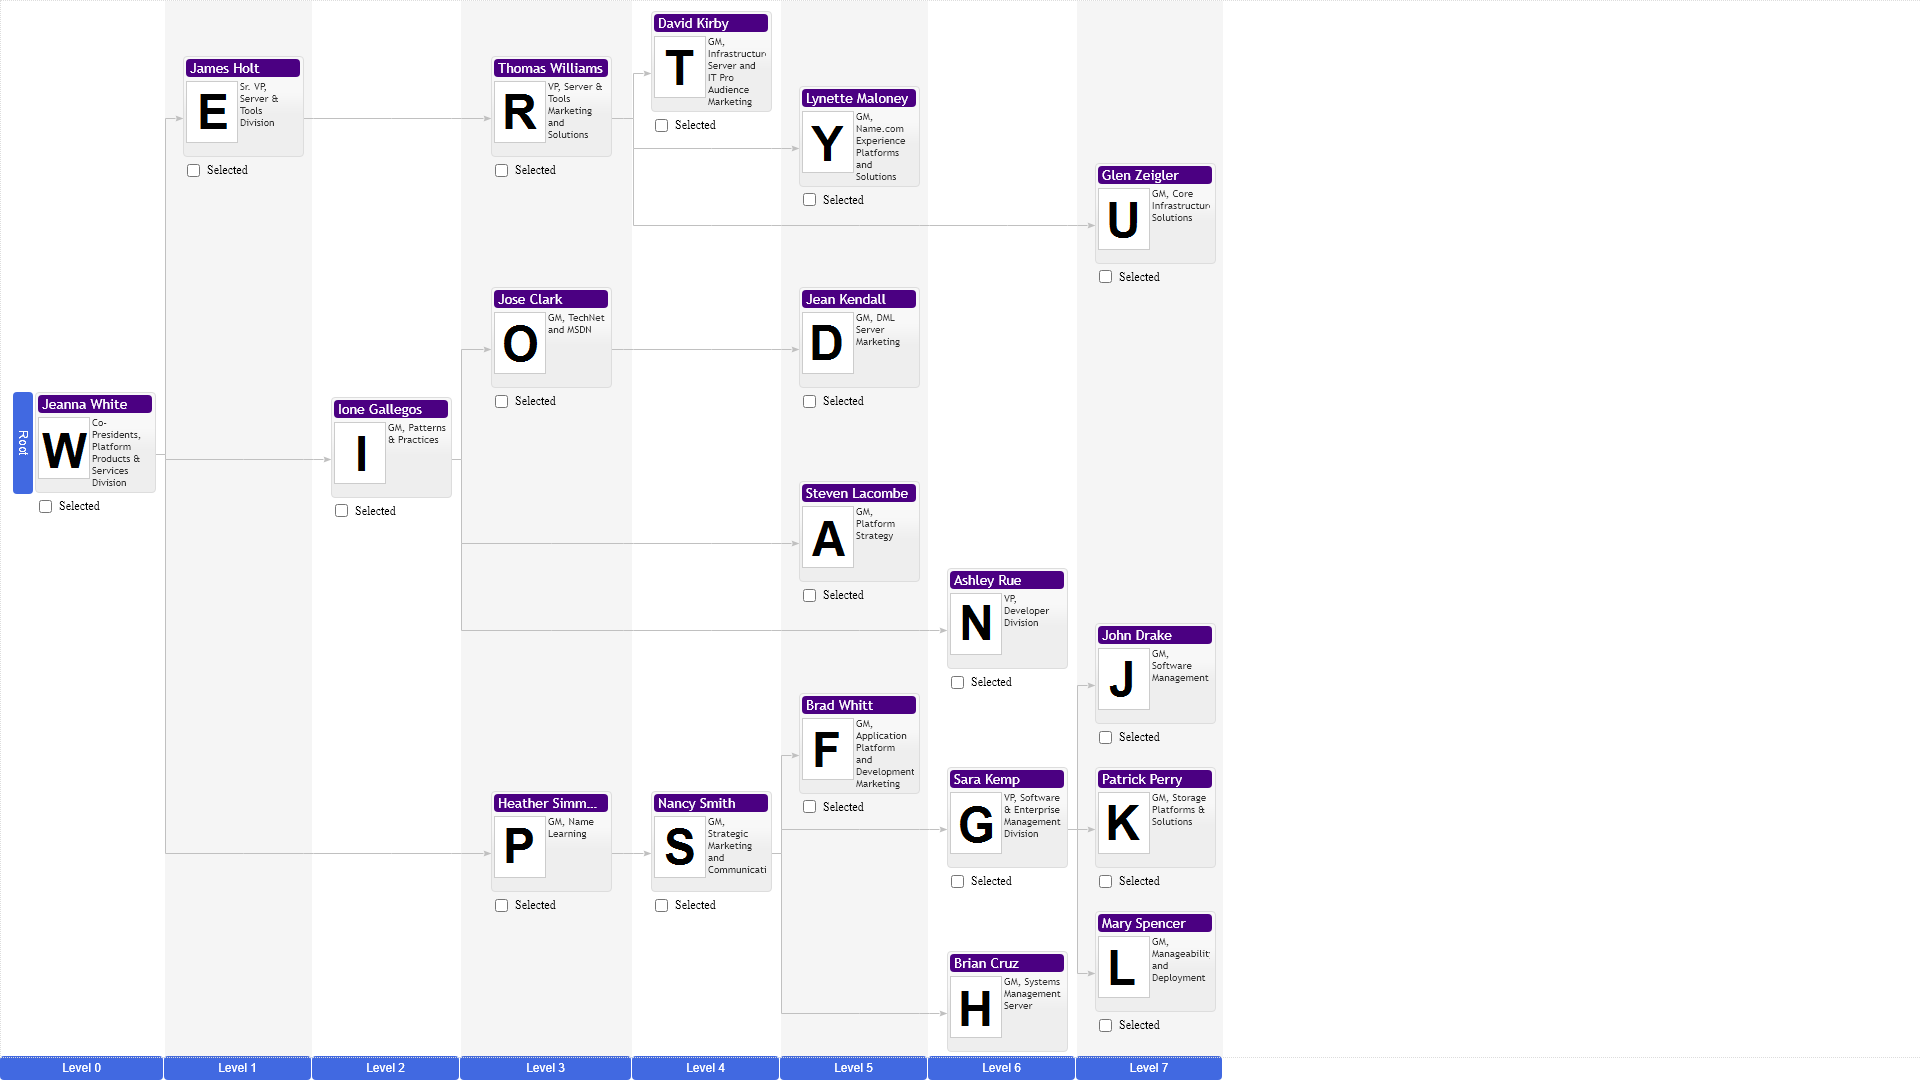 Root
Jeanna White
W
Co-
Presidents,
Platform
Products &
Services
Division
Selected
James Holt
E
Sr. VP,
Server &
Tools
Division
Selected
Ione Gallegos
I
GM, Patterns
& Practices
Selected
Thomas Williams
R
VP, Server &
Tools
Marketing
and
Solutions
Selected
Jose Clark
O
GM, TechNet
and MSDN
Selected
Heather Simm...
P
GM, Name
Learning
Selected
David Kirby
T
GM,
Infrastructur
Server and
IT Pro
Audience
Marketing
Selected
Nancy Smith
S
GM,
Strategic
Marketing
and
Communicati
Selected
Lynette Maloney
Y
GM,
Name.com
Experience
Platforms
and
Solutions
Selected
Jean Kendall
D
GM, DML
Server
Marketing
Selected
Steven Lacombe
A
GM,
Platform
Strategy
Selected
Brad Whitt
F
GM,
Application
Platform
and
Development
Marketing
Selected
Ashley Rue
N
VP,
Developer
Division
Selected
Sara Kemp
G
VP, Software
& Enterprise
Management
Division
Selected
Brian Cruz
H
GM, Systems
Management
Server
Glen Zeigler
U
GM, Core
Infrastructur
Solutions
Selected
John Drake
J
GM,
Software
Management
Selected
Patrick Perry
K
GM, Storage
Platforms &
Solutions
Selected
Mary Spencer
L
GM,
Manageabilit
and
Deployment
Selected
Level 0
Level 1
Level 2
Level 3
Level 4
Level 5
Level 6
Level 7